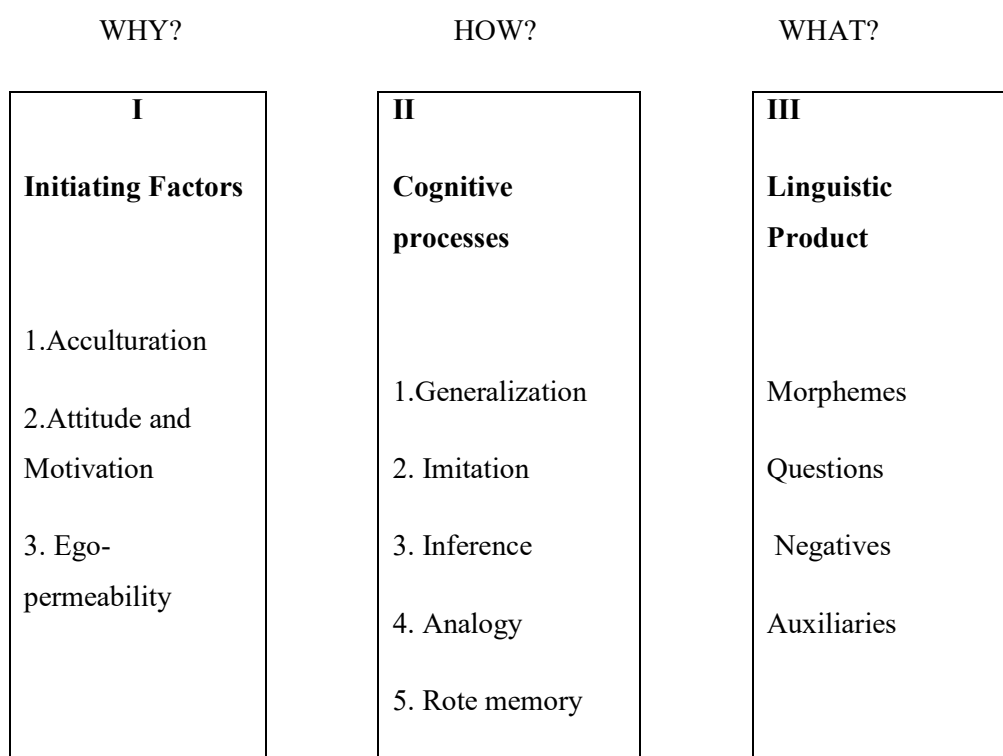 WHY?
HOW?
WHAT?
I
Initiating Factors
1.Acculturation
2.Attitude and
Motivation
3. Ego-
permeability
II
Cognitive
processes
1.Generalization
2. Imitation
3. Inference
4. Analogy
5. Rote memory
III
Linguistic
Product
Morphemes
Questions
Negatives
Auxiliaries